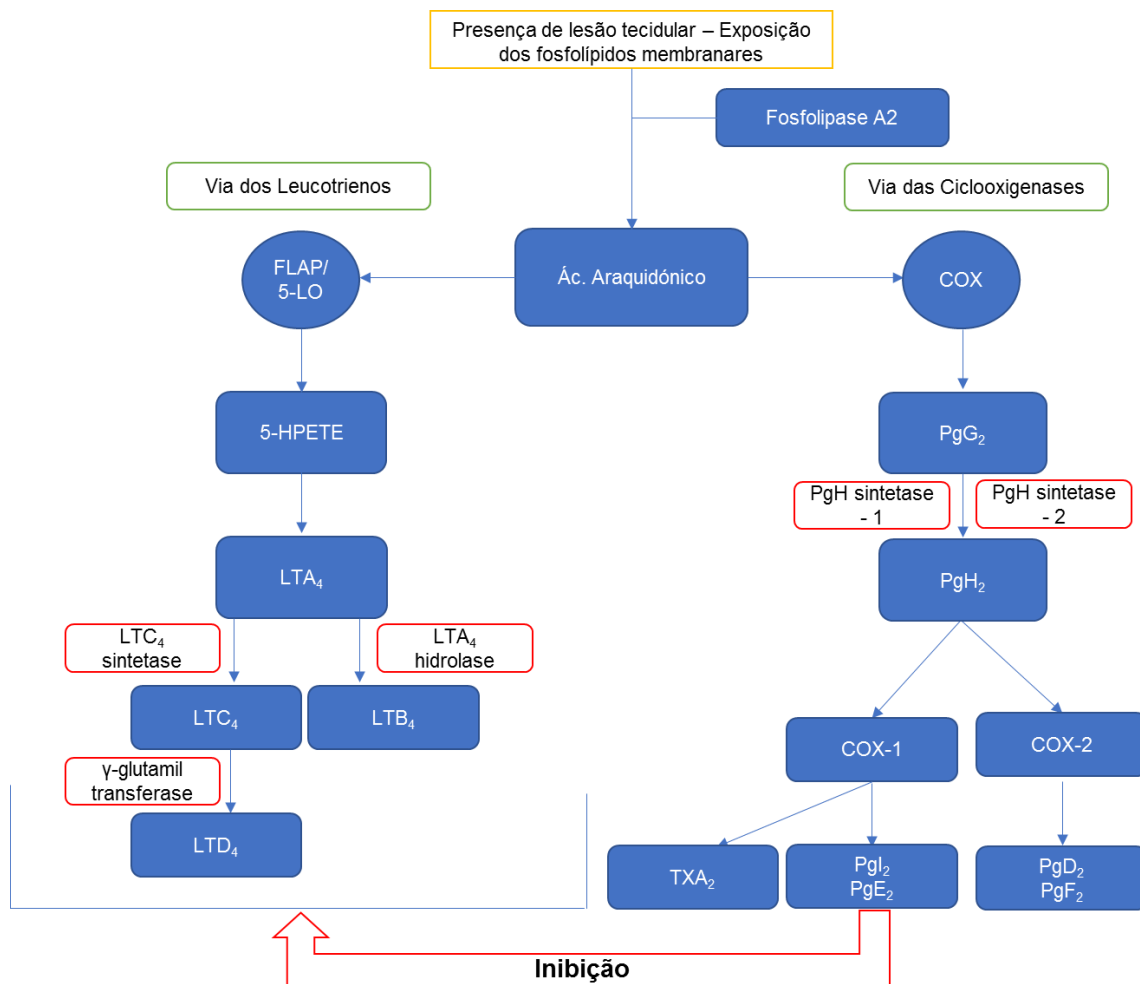 Presença de lesão tecidular – Exposição
dos fosfolípidos membranares
Fosfolipase A2
Via dos Leucotrienos
Via das Ciclooxigenases
FLAP/
5-LO
Ác. Araquidónico
COX
5-HPETE
PgG₂
PgH sintetase
- 1
PgH sintetase
- 2
LTA₄
PgH₂
LTC₄
sintetase
LTA₄
hidrolase
LTC₄
LTB₄
COX-1
COX-2
γ-glutamil
transferase
LTD₄
TXA₂
PgI₂
PgE₂
PgD₂
PgF₂
Inibição